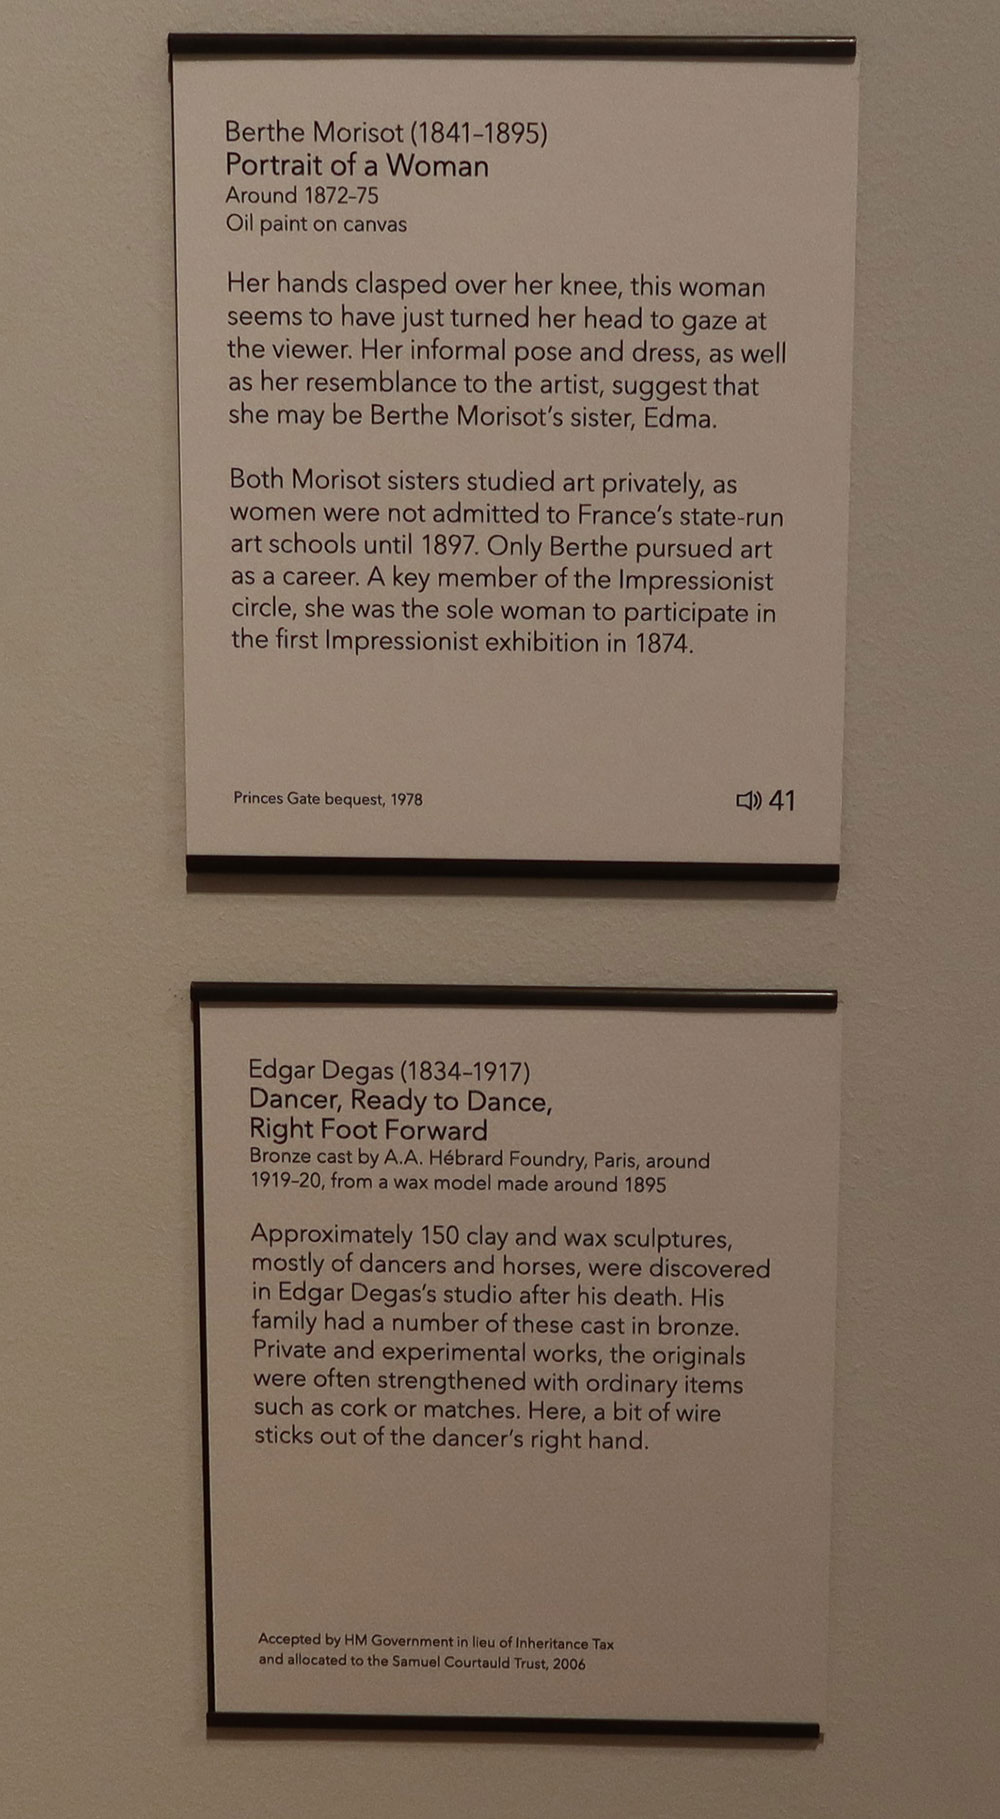 Berthe Morisot (1841–1895)
Portrait of a Woman
Around 1872–75
Oil paint on canvas
Her hands clasped over her knee, this woman
seems to have just turned her head to gaze at
the viewer. Her informal pose and dress, as well
as her resemblance to the artist, suggest that
she may be Berthe Morisot's sister, Edma.
Both Morisot sisters studied art privately, as
women were not admitted to France's state-run
art schools until 1897. Only Berthe pursued art
as a career. A key member of the Impressionist
circle, she was the sole woman to participate in
the first Impressionist exhibition in 1874.
Princes Gate bequest, 1978
41
Edgar Degas (1834–1917)
Dancer, Ready to Dance,
Right Foot Forward
Bronze cast by A.A. Hébrard Foundry, Paris, around
1919–20, from a wax model made around 1895
Approximately 150 clay and wax sculptures,
mostly of dancers and horses, were discovered
in Edgar Degas's studio after his death. His
family had a number of these cast in bronze.
Private and experimental works, the originals
were often strengthened with ordinary items
such as cork or matches. Here, a bit of wire
sticks out of the dancer's right hand.
Accepted by HM Government in lieu of Inheritance Tax
and allocated to the Samuel Courtauld Trust, 2006